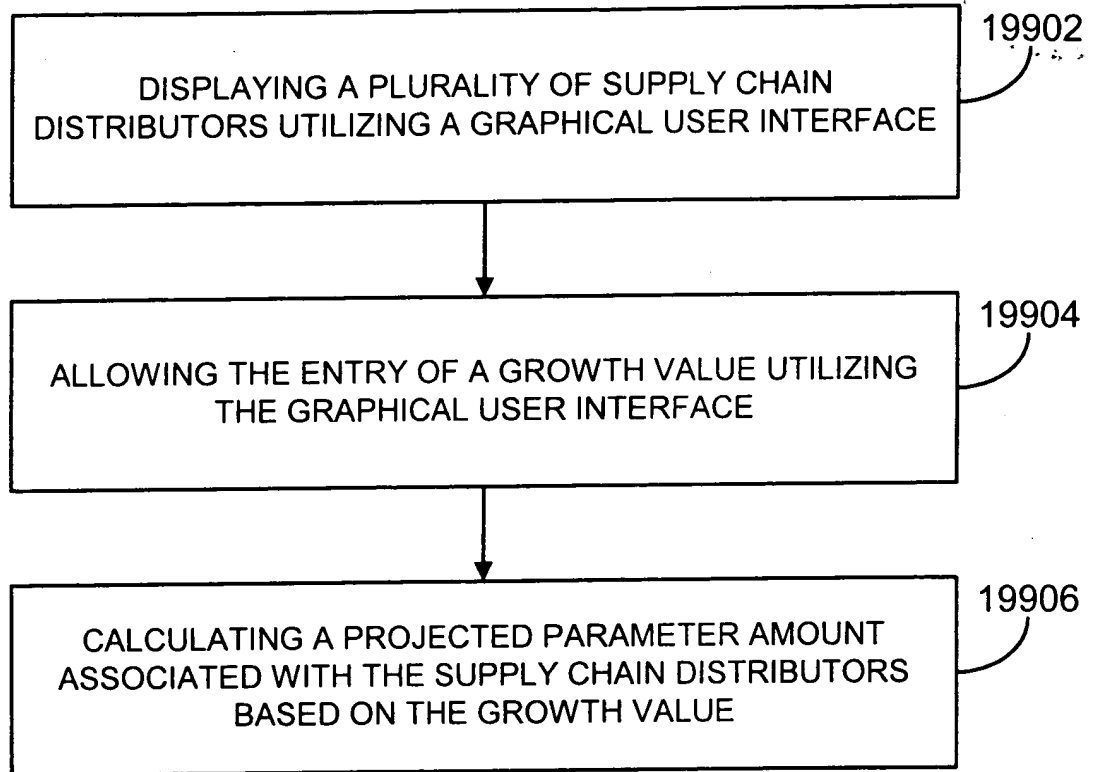 19902
DISPLAYING A PLURALITY OF SUPPLY CHAIN
DISTRIBUTORS UTILIZING A GRAPHICAL USER INTERFACE
19904
ALLOWING THE ENTRY OF A GROWTH VALUE UTILIZING
THE GRAPHICAL USER INTERFACE
19906
CALCULATING A PROJECTED PARAMETER AMOUNT
ASSOCIATED WITH THE SUPPLY CHAIN DISTRIBUTORS
BASED ON THE GROWTH VALUE